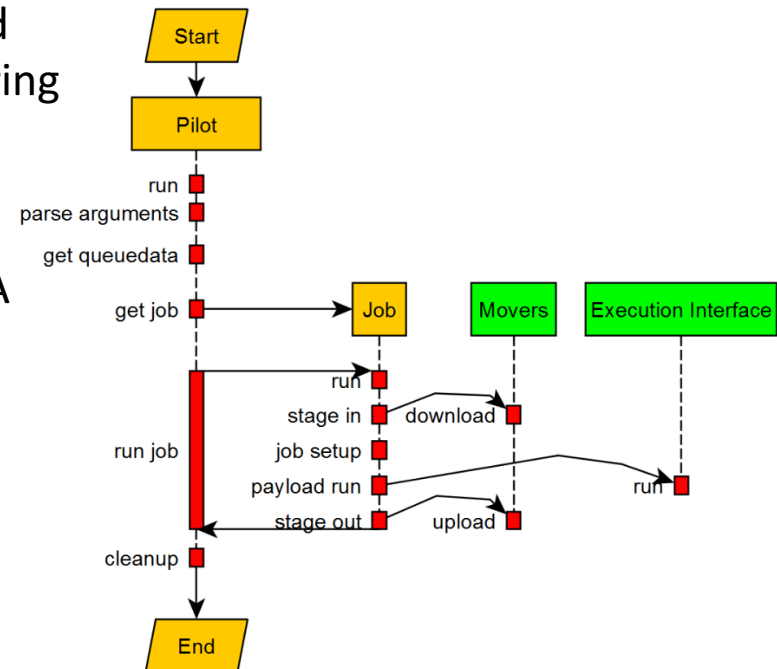 d
ing
A
Start
Pilot
run
parse arguments
get queuedata
get job
Job
Movers
Execution Interface
run
stage in
download
run job
job setup
payload run
run
stage out
upload
cleanup
End